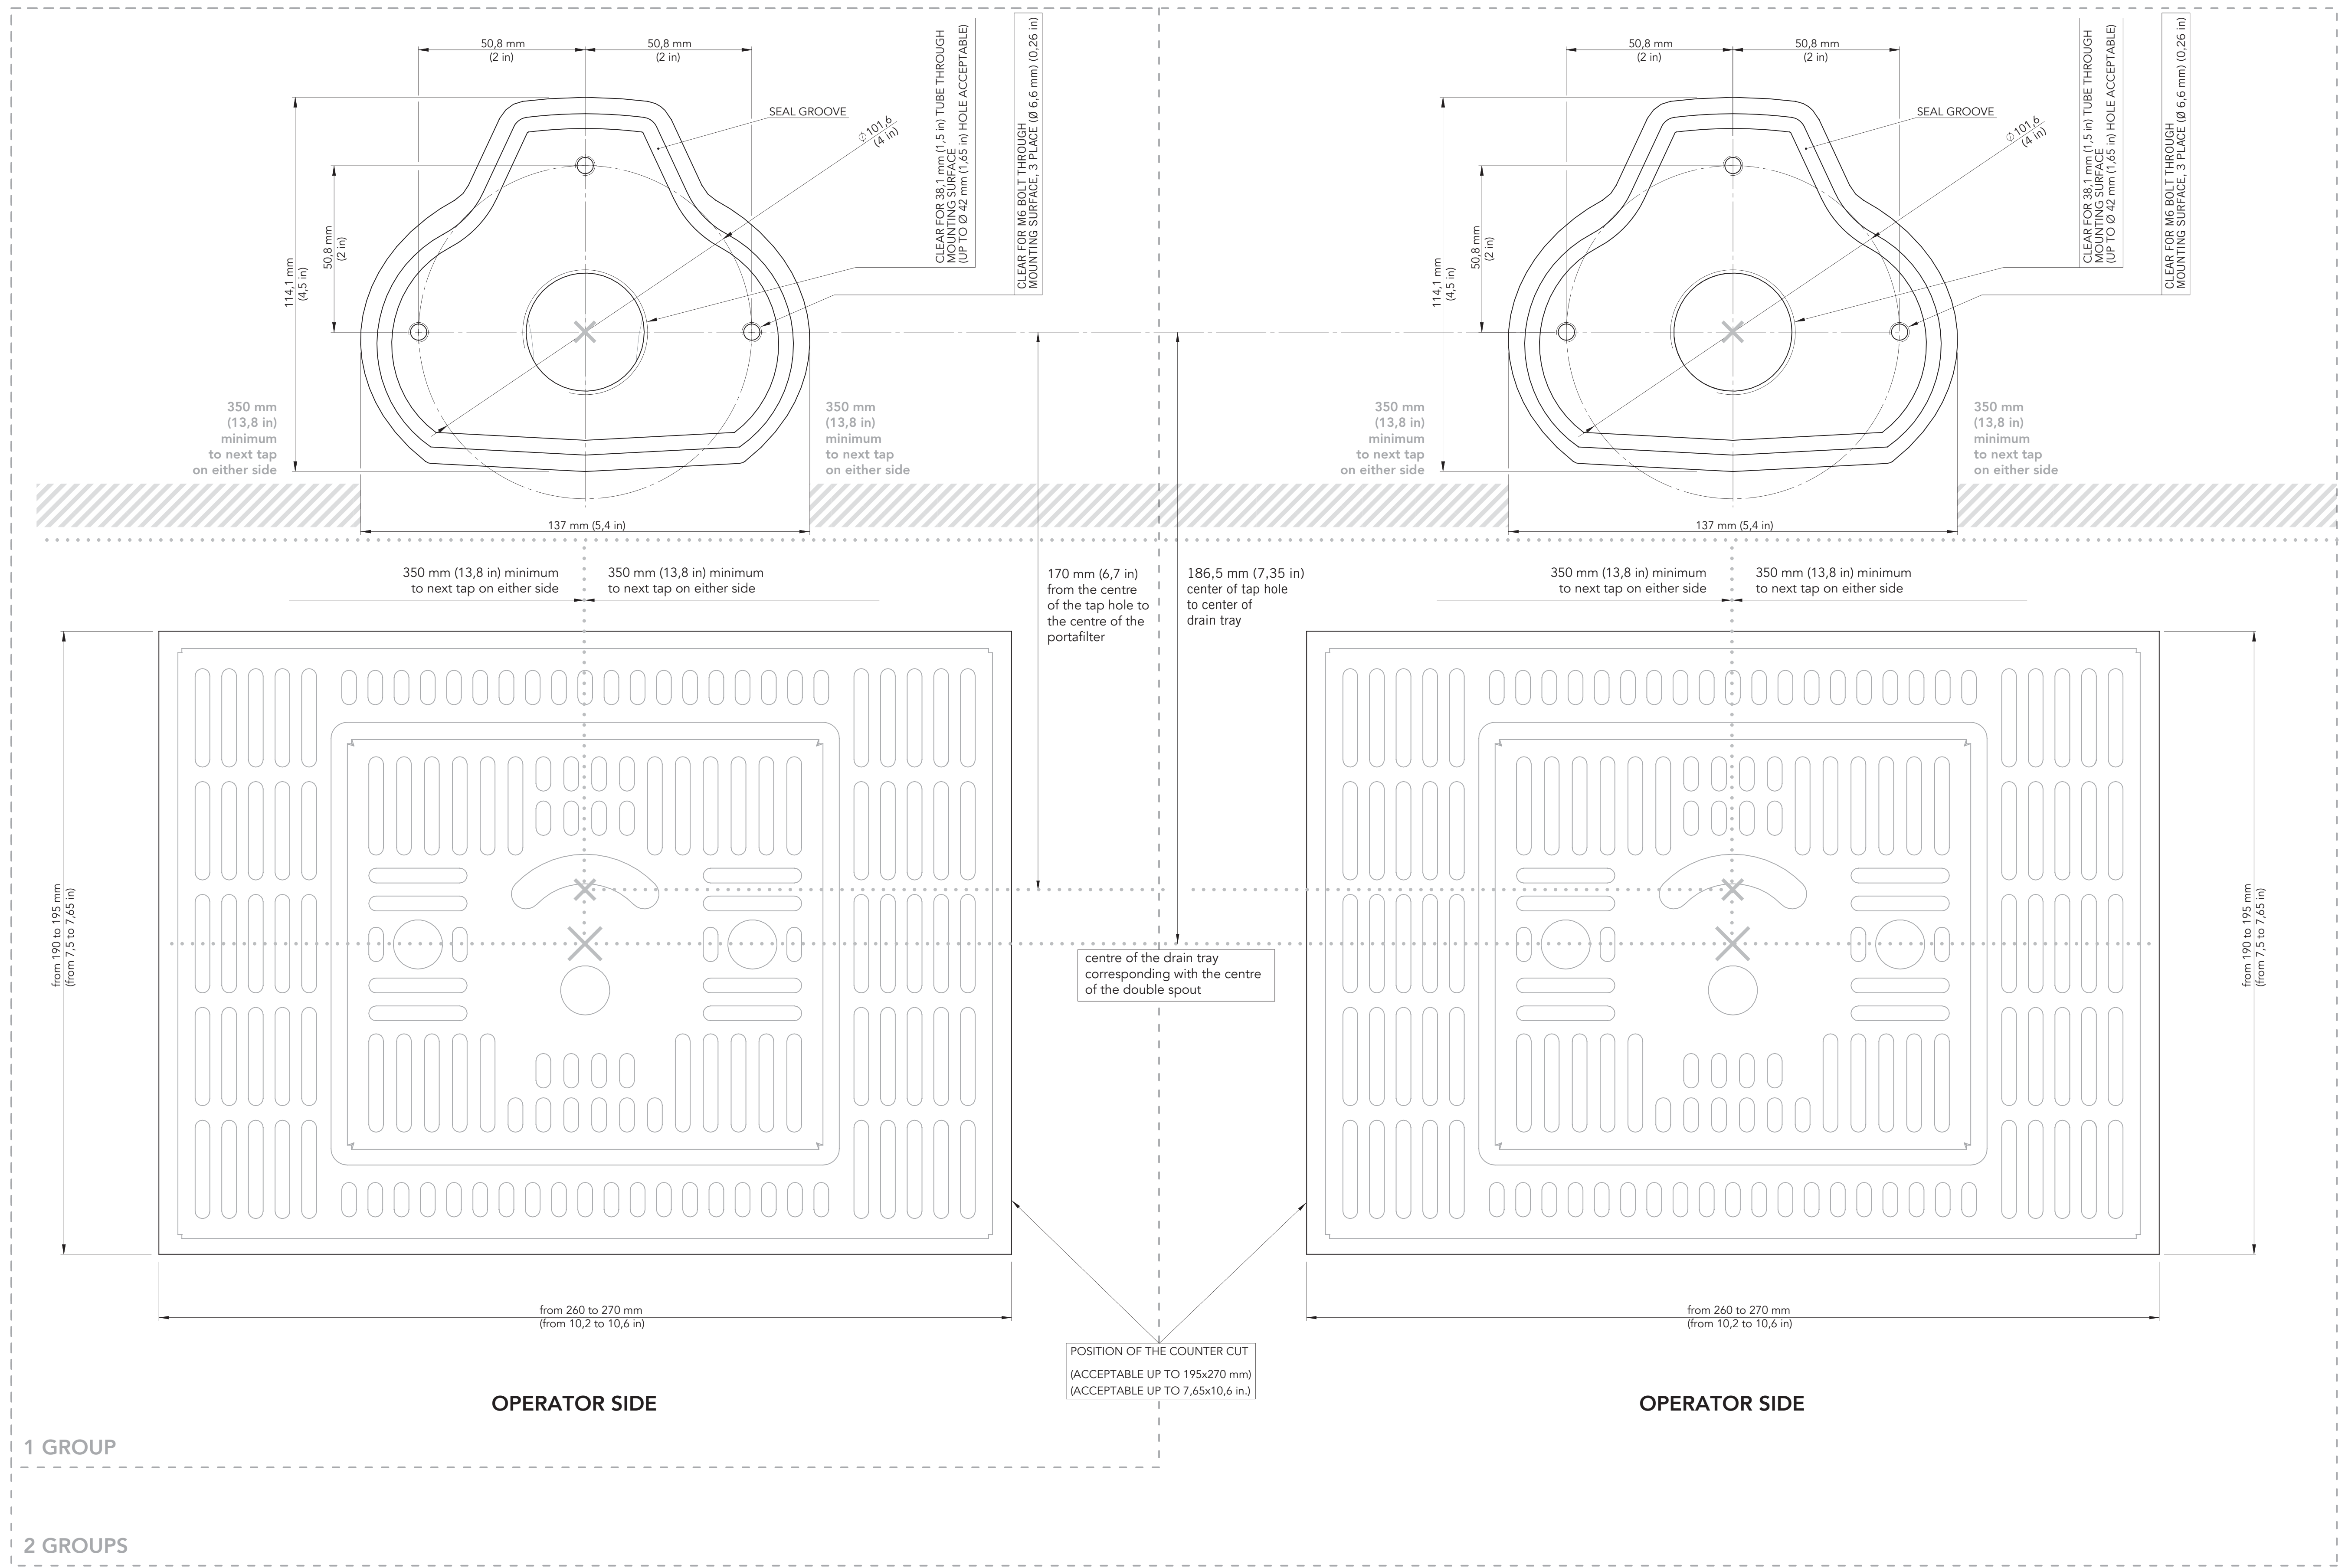 50,8 mm
(2 in)
50,8 mm
(2 in)
SEAL GROOVE
Ø101,6
(4 in)
CLEAR FOR 38,1 mm (1,5 in) TUBE THROUGH
MOUNTING SURFACE
(UP TO Ø 42 mm (1,65 in) HOLE ACCEPTABLE)
CLEAR FOR M6 BOLT THROUGH
MOUNTING SURFACE, 3 PLACE (Ø 6,6 mm) (0,26 in)
114,1 mm
(4,5 in)
50,8 mm
(2 in)
350 mm
(13,8 in)
minimum
to next tap
on either side
350 mm
(13,8 in)
minimum
to next tap
on either side
137 mm (5,4 in)
50,8 mm
(2 in)
50,8 mm
(2 in)
SEAL GROOVE
Ø101,6
(4 in)
CLEAR FOR 38,1 mm (1,5 in) TUBE THROUGH
MOUNTING SURFACE
(UP TO Ø 42 mm (1,65 in) HOLE ACCEPTABLE)
CLEAR FOR M6 BOLT THROUGH
MOUNTING SURFACE, 3 PLACE (Ø 6,6 mm) (0,26 in)
114,1 mm
(4,5 in)
50,8 mm
(2 in)
350 mm
(13,8 in)
minimum
to next tap
on either side
350 mm
(13,8 in)
minimum
to next tap
on either side
137 mm (5,4 in)
350 mm (13,8 in) minimum
to next tap on either side
350 mm (13,8 in) minimum
to next tap on either side
170 mm (6,7 in)
from the centre
of the tap hole to
the centre of the
portafilter
186,5 mm (7,35 in)
center of tap hole
to center of
drain tray
350 mm (13,8 in) minimum
to next tap on either side
350 mm (13,8 in) minimum
to next tap on either side
from 190 to 195 mm
(from 7,5 to 7,65 in)
centre of the drain tray
corresponding with the centre
of the double spout
from 190 to 195 mm
(from 7,5 to 7,65 in)
from 260 to 270 mm
(from 10,2 to 10,6 in)
from 260 to 270 mm
(from 10,2 to 10,6 in)
POSITION OF THE COUNTER CUT
(ACCEPTABLE UP TO 195x270 mm)
(ACCEPTABLE UP TO 7,65x10,6 in.)
OPERATOR SIDE
OPERATOR SIDE
1 GROUP
2 GROUPS